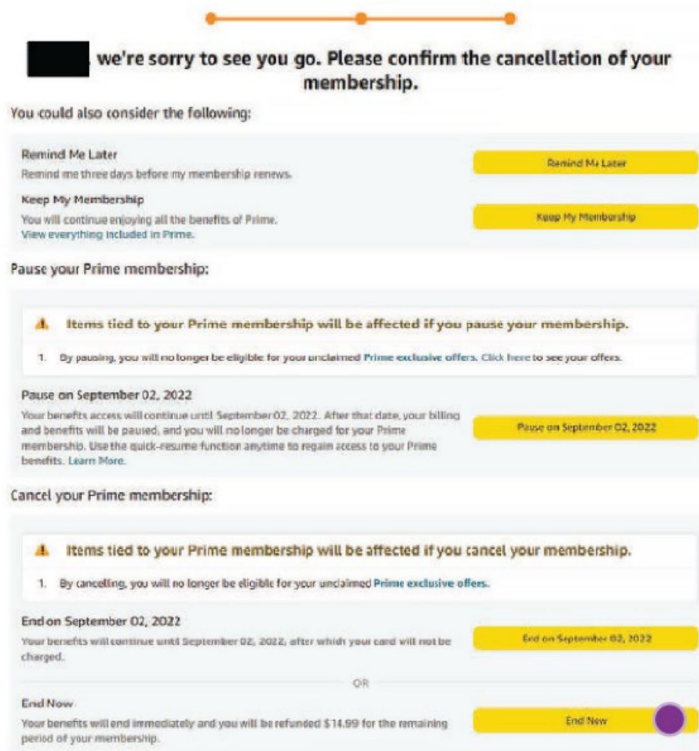 we're sorry to see you go. Please confirm the cancellation of your
membership.
You could also consider the following:
Remind Me Later
Remind me three days before my membership renews.
Remind Me Later
Keep My Membership
You will continue enjoying all the benefits of Prime.
View everything included in Prime.
Keep My Membership
Pause your Prime membership:
Items tied to your Prime membership will be affected if you pause your membership.
1. By pausing, you will no longer be eligible for your unclaimed Prime exclusive offers. Click here to see your offers.
Pause on September 02, 2022
Your benefits access will continue until September 02, 2022. After that date, your billing
and benefits will be paused, and you will no longer be charged for your Prime
membership. Use the quick-resume function anytime to regain access to your Prime
benefits. Learn More.
Pause on September 02, 2022
Cancel your Prime membership:
Items tied to your Prime membership will be affected if you cancel your membership.
1. By cancelling, you will no longer be eligible for your unclaimed Prime exclusive offers.
End on September 02, 2022
Your benefits will continue until September 02, 2022, after which your card will not be
charged.
End on September 02, 2022
OR
End Now
Your benefits will end immediately and you will be refunded $14.99 for the remaining
period of your membership.
End Now